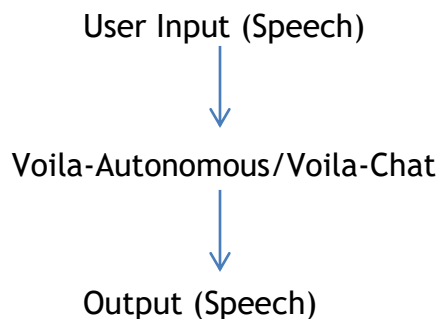 User Input (Speech)
Voila-Autonomous/Voila-Chat
Output (Speech)